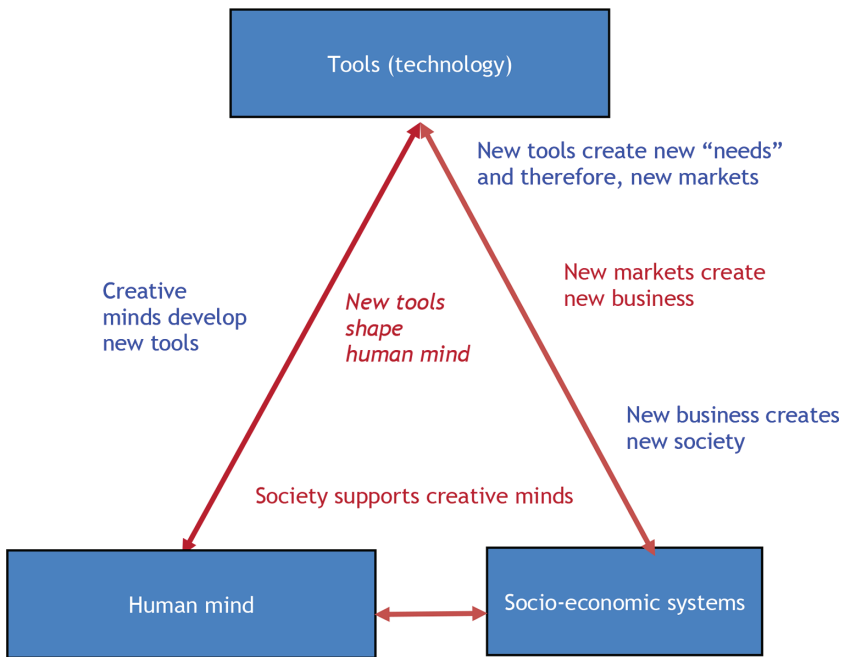 Tools (technology)
New tools create new “needs”
and therefore, new markets
New markets create
new business
Creative
minds develop
new tools
New tools
shape
human mind
New business creates
new society
Society supports creative minds
Human mind
Socio-economic systems